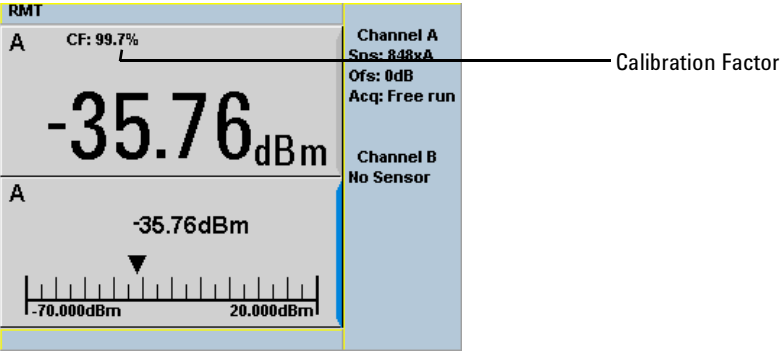 RMT
A
CF: 99.7%
-35.76dBm
A
-35.76dBm
-70.000dBm
20.000dBm
Channel A
Sns: 848xA
Ofs: 0dB
Acq: Free run
Channel B
No Sensor
Calibration Factor